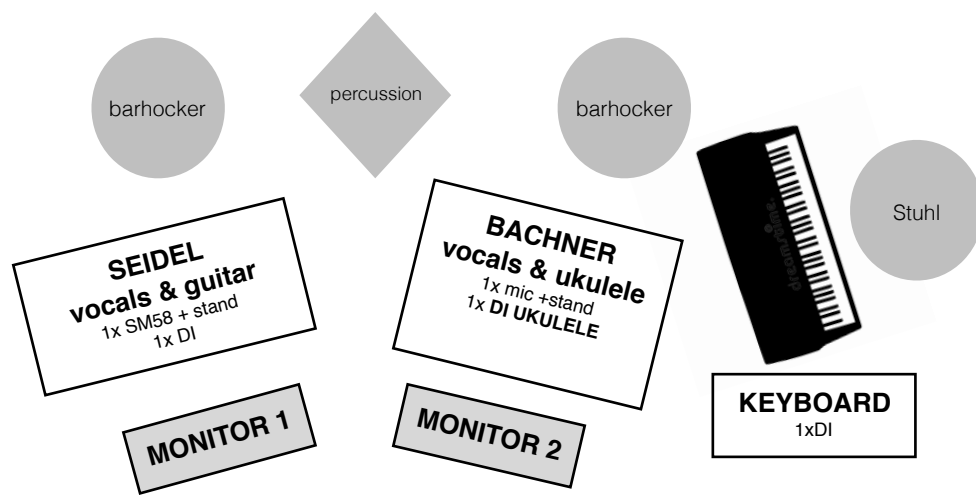 barhocker
percussion
barhocker
Stuhl
SEIDEL
vocals & guitar
1x SM58 + stand
1x DI
BACHNER
vocals & ukulele
1x mic +stand
1x DI UKULELE
dreamstime
KEYBOARD
1xDI
MONITOR 1
MONITOR 2